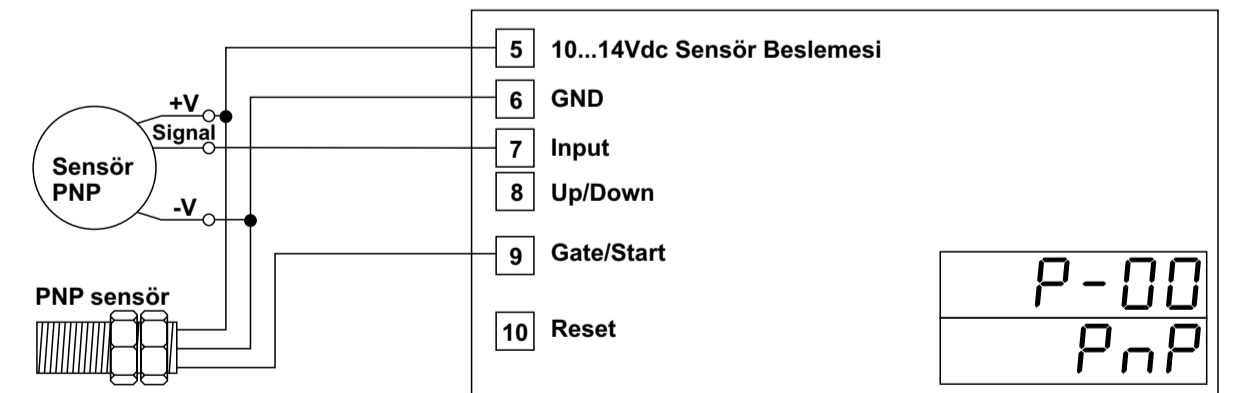 5 10...14Vdc Sensör Beslemesi
6 GND
+V
Signal
7 Input
Sensör
PNP
8 Up/Down
-V
9 Gate/Start
PNP sensör
10 Reset
P-00
PnP